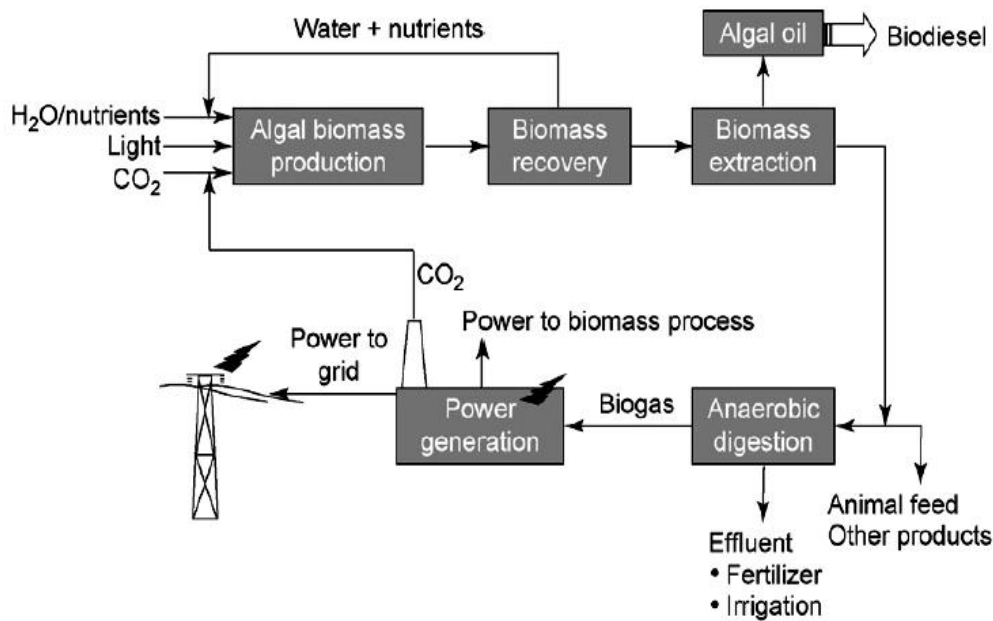 Water + nutrients
Algal oil
Biodiesel
H₂O/nutrients
Light
CO₂
Algal biomass
production
Biomass
recovery
Biomass
extraction
CO₂
Power to
grid
Power to biomass process
Power
generation
Biogas
Anaerobic
digestion
Animal feed
Other products
Effluent
• Fertilizer
• Irrigation